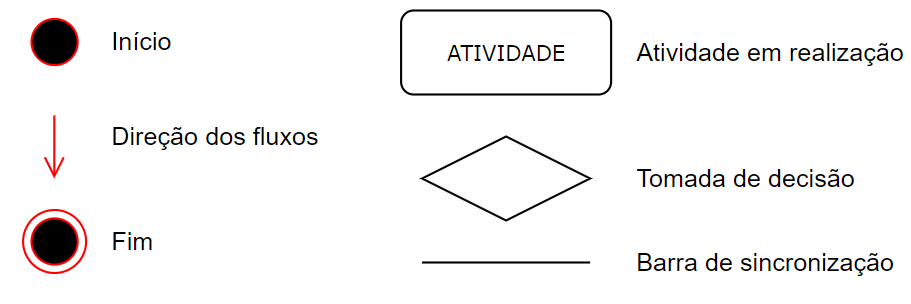 Início
Direção dos fluxos
Fim
ATIVIDADE
Atividade em realização
Tomada de decisão
Barra de sincronização